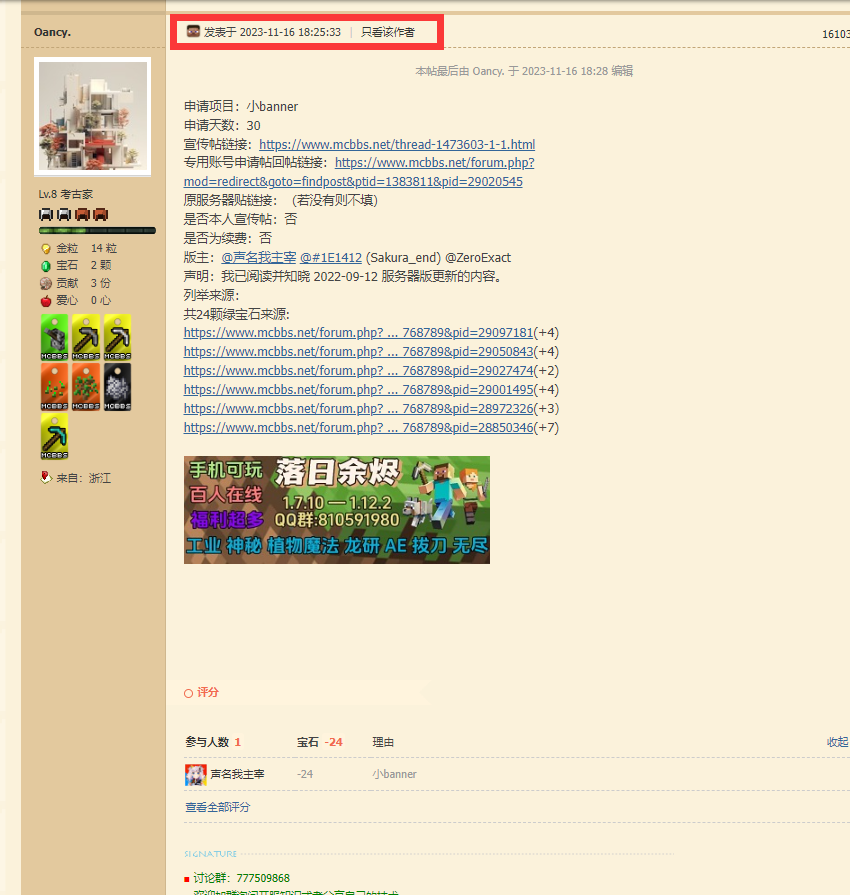 Oancy.
发表于 2023-11-16 18:25:33 | 只看该作者
16103
本帖最后由 Oancy. 于 2023-11-16 18:28 编辑
申请项目：小banner
申请天数：30
宣传帖链接：https://www.mcbbs.net/thread-1473603-1-1.html
专用账号申请帖回帖链接：https://www.mcbbs.net/forum.php?
mod=redirect&goto=findpost&ptid=1383811&pid=29020545
原服务器贴链接：（若没有则不填）
是否本人宣传帖：否
是否为续费：否
版主：@声名我主宰 @#1E1412 (Sakura_end) @ZeroExact
声明：我已阅读并知晓 2022-09-12 服务器版更新的内容。
列举来源：
共24颗绿宝石来源:
https://www.mcbbs.net/forum.php? ... 768789&pid=29097181(+4)
https://www.mcbbs.net/forum.php? ... 768789&pid=29050843(+4)
https://www.mcbbs.net/forum.php? ... 768789&pid=29027474(+2)
https://www.mcbbs.net/forum.php? ... 768789&pid=29001495(+4)
https://www.mcbbs.net/forum.php? ... 768789&pid=28972326(+3)
https://www.mcbbs.net/forum.php? ... 768789&pid=28850346(+7)
Lv.8 考古家
金粒 14 粒
宝石 2 颗
贡献 3 份
爱心 0 心
MCBBS MCBBS MCBBS
MCBBS MCBBS MCBBS
MCBBS
来自：浙江
手机可玩 落日余烬
百人在线 1.7.10 — 1.12.2
福利超多 QQ群:810591980
工业 神秘 植物魔法 龙研 AE 拔刀 无尽
评分
参与人数 1 宝石 -24 理由 收起
声名我主宰 -24 小banner
查看全部评分
SIGNATURE
讨论群：777509868